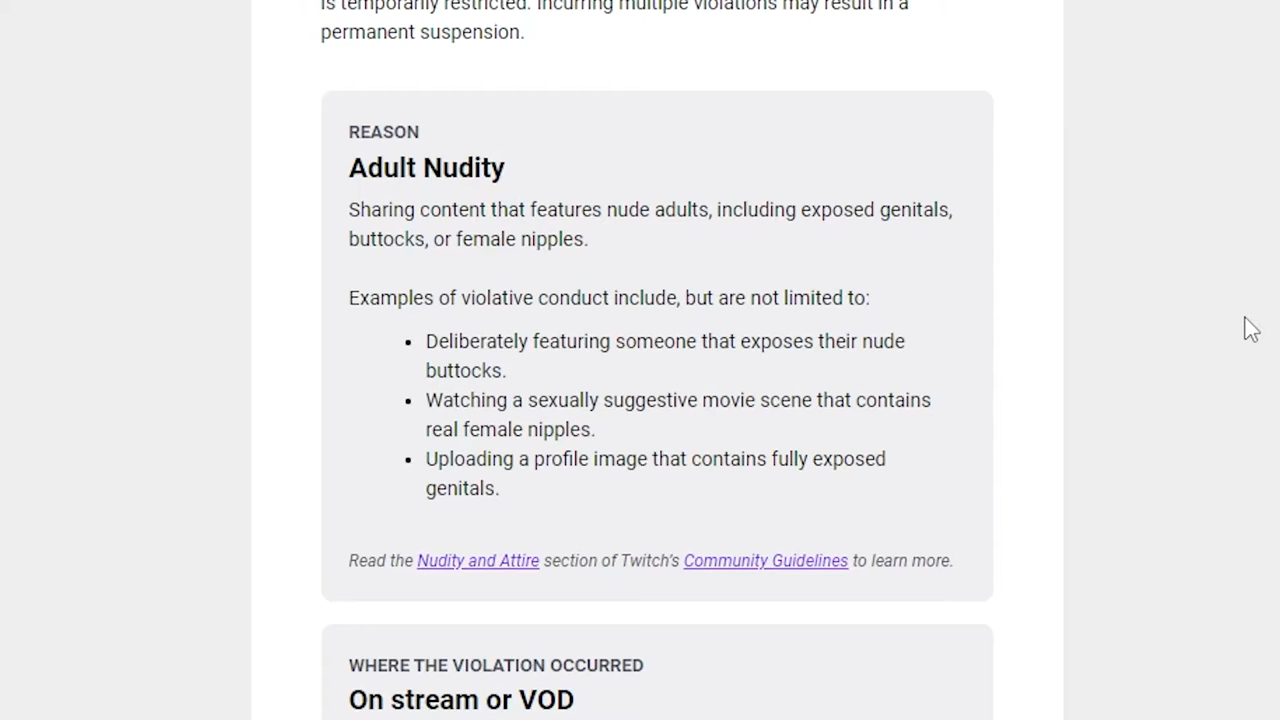 is temporarily restricted. Incurring multiple violations may result in a
permanent suspension.
REASON
Adult Nudity
Sharing content that features nude adults, including exposed genitals,
buttocks, or female nipples.
Examples of violative conduct include, but are not limited to:
• Deliberately featuring someone that exposes their nude
buttocks.
• Watching a sexually suggestive movie scene that contains
real female nipples.
• Uploading a profile image that contains fully exposed
genitals.
Read the Nudity and Attire section of Twitch's Community Guidelines to learn more.
WHERE THE VIOLATION OCCURRED
On stream or VOD